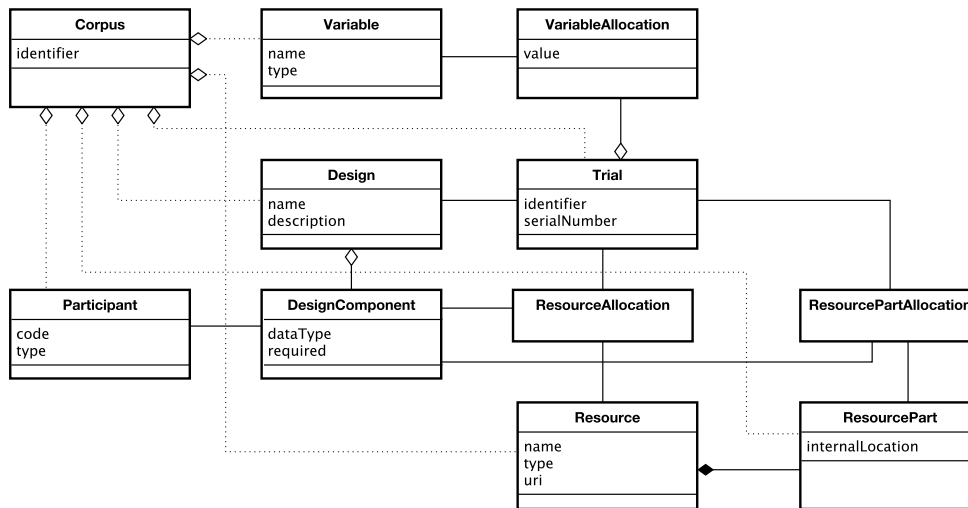 Corpus
identifier
Variable
name
type
VariableAllocation
value
Design
name
description
Trial
identifier
serialNumber
Participant
code
type
DesignComponent
dataType
required
ResourceAllocation
ResourcePartAllocation
Resource
name
type
uri
ResourcePart
internalLocation